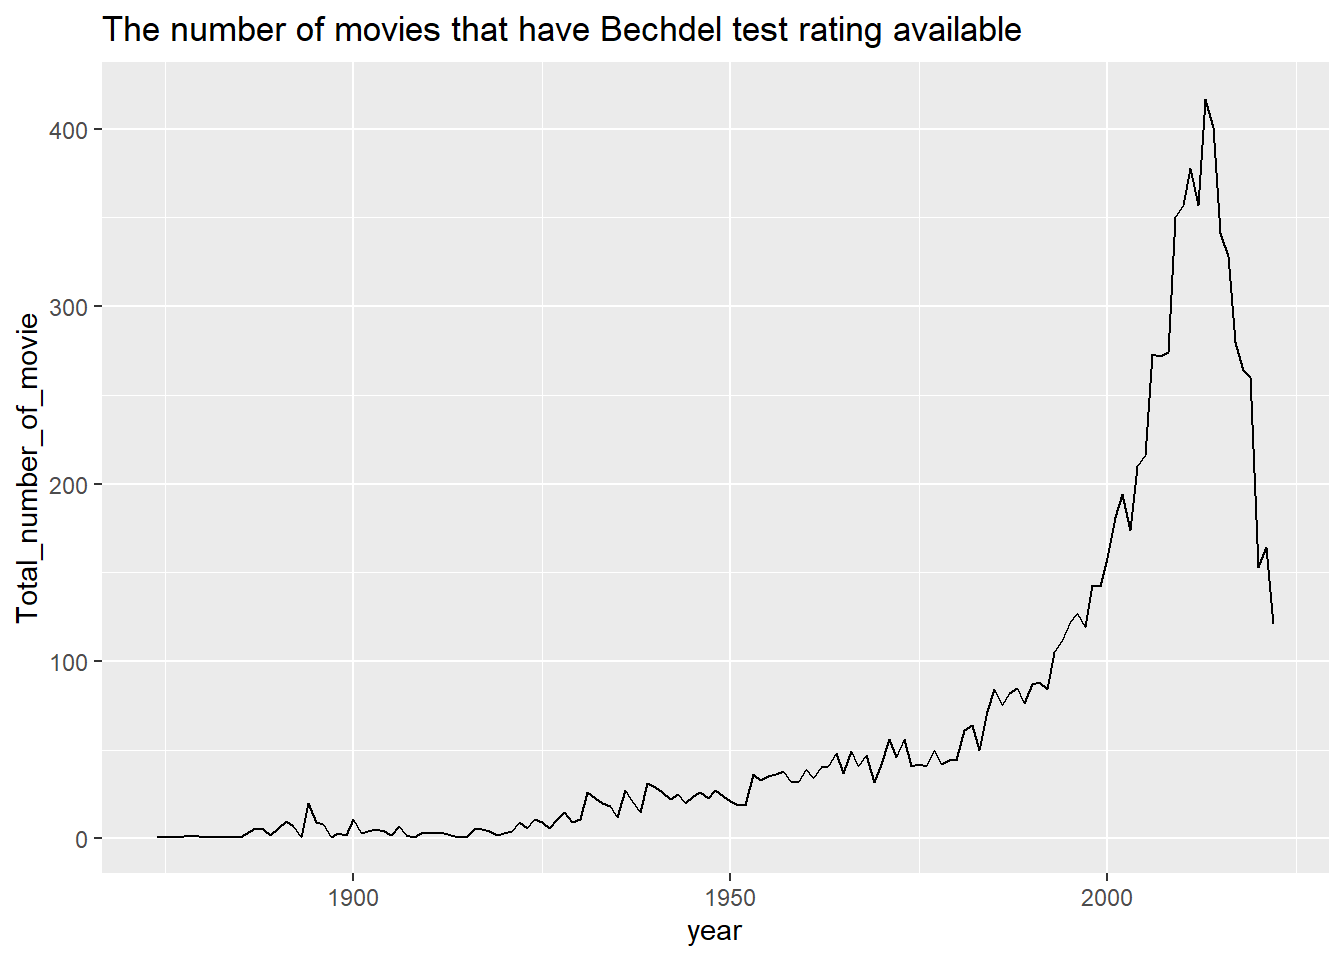 The number of movies that have Bechdel test rating available
Total_number_of_movie
400
300
200
100
0
1900
1950
2000
year